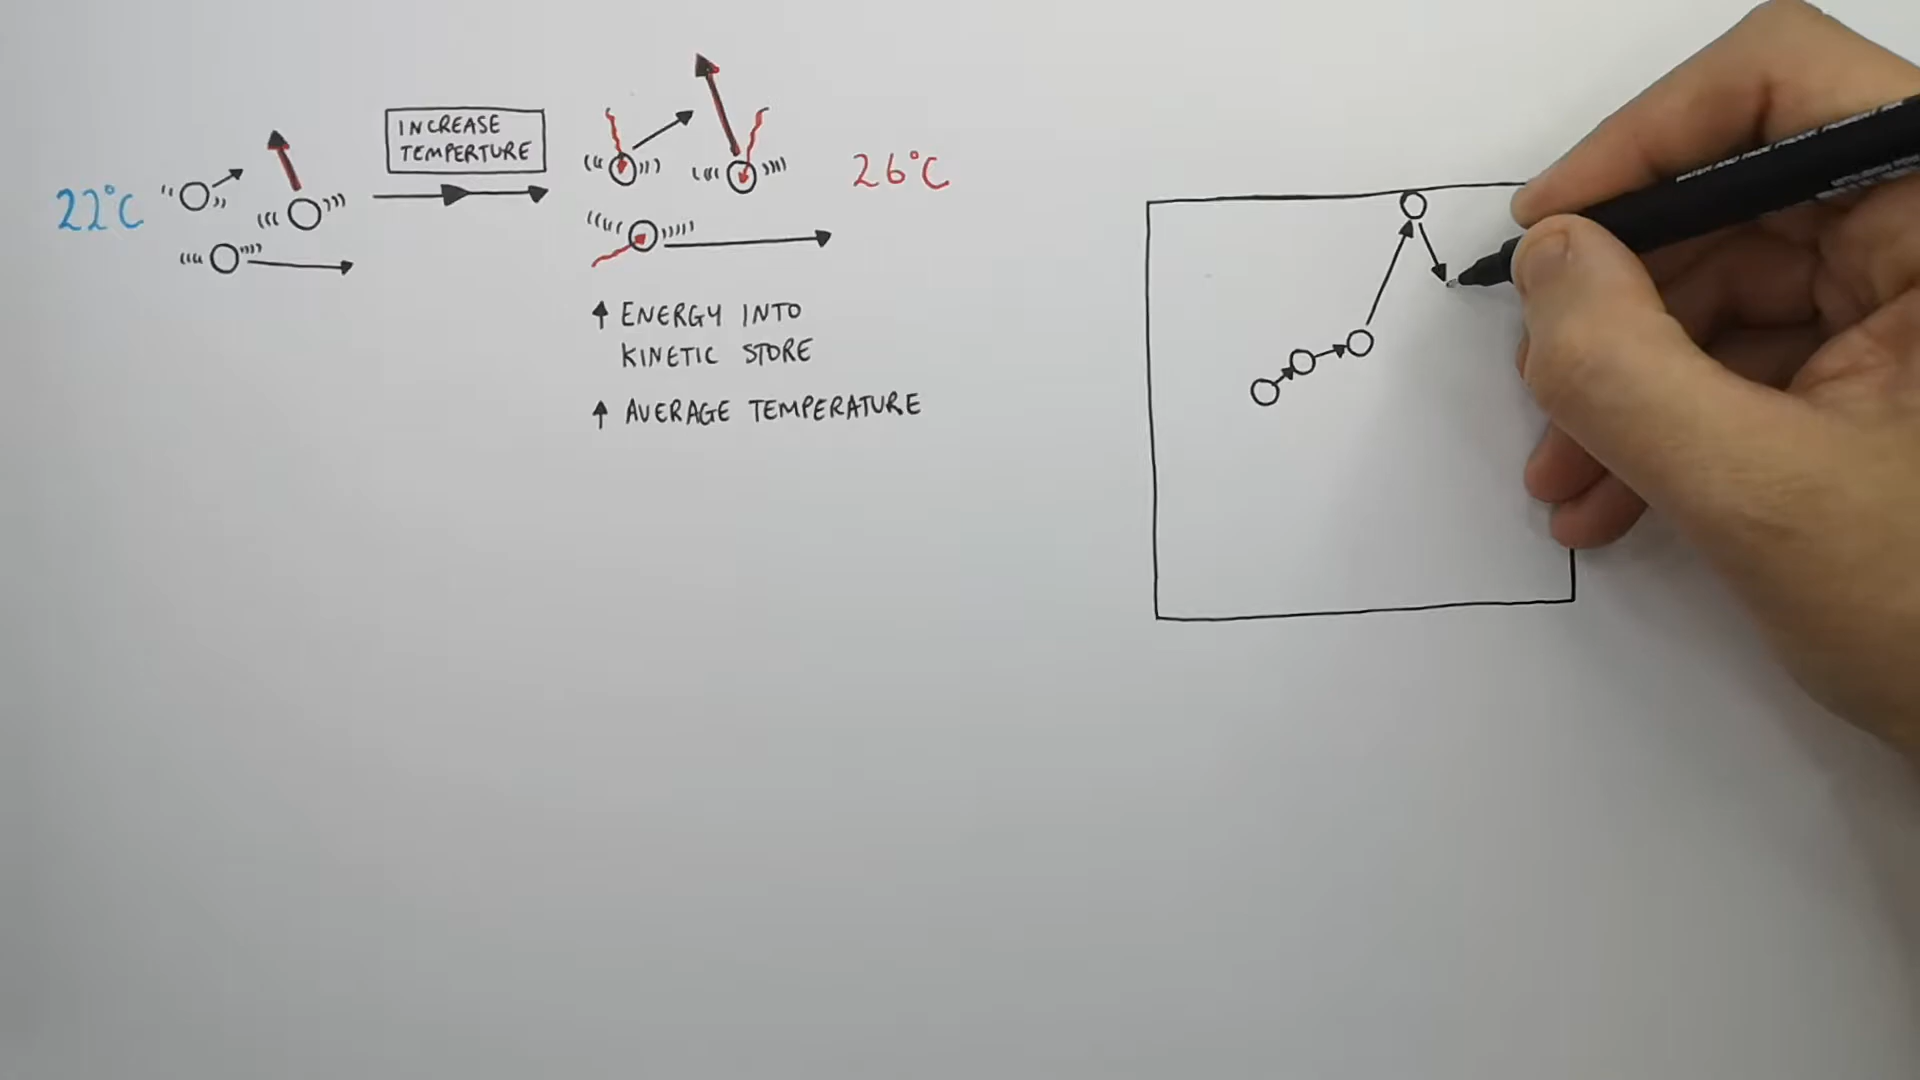 22°C
INCREASE
TEMPERTURE
26°C
↑ ENERGY INTO
KINETIC STORE
↑ AVERAGE TEMPERATURE